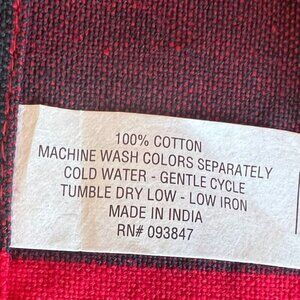 100% COTTON
MACHINE WASH COLORS SEPARATELY
COLD WATER - GENTLE CYCLE
TUMBLE DRY LOW - LOW IRON
MADE IN INDIA
RN# 093847